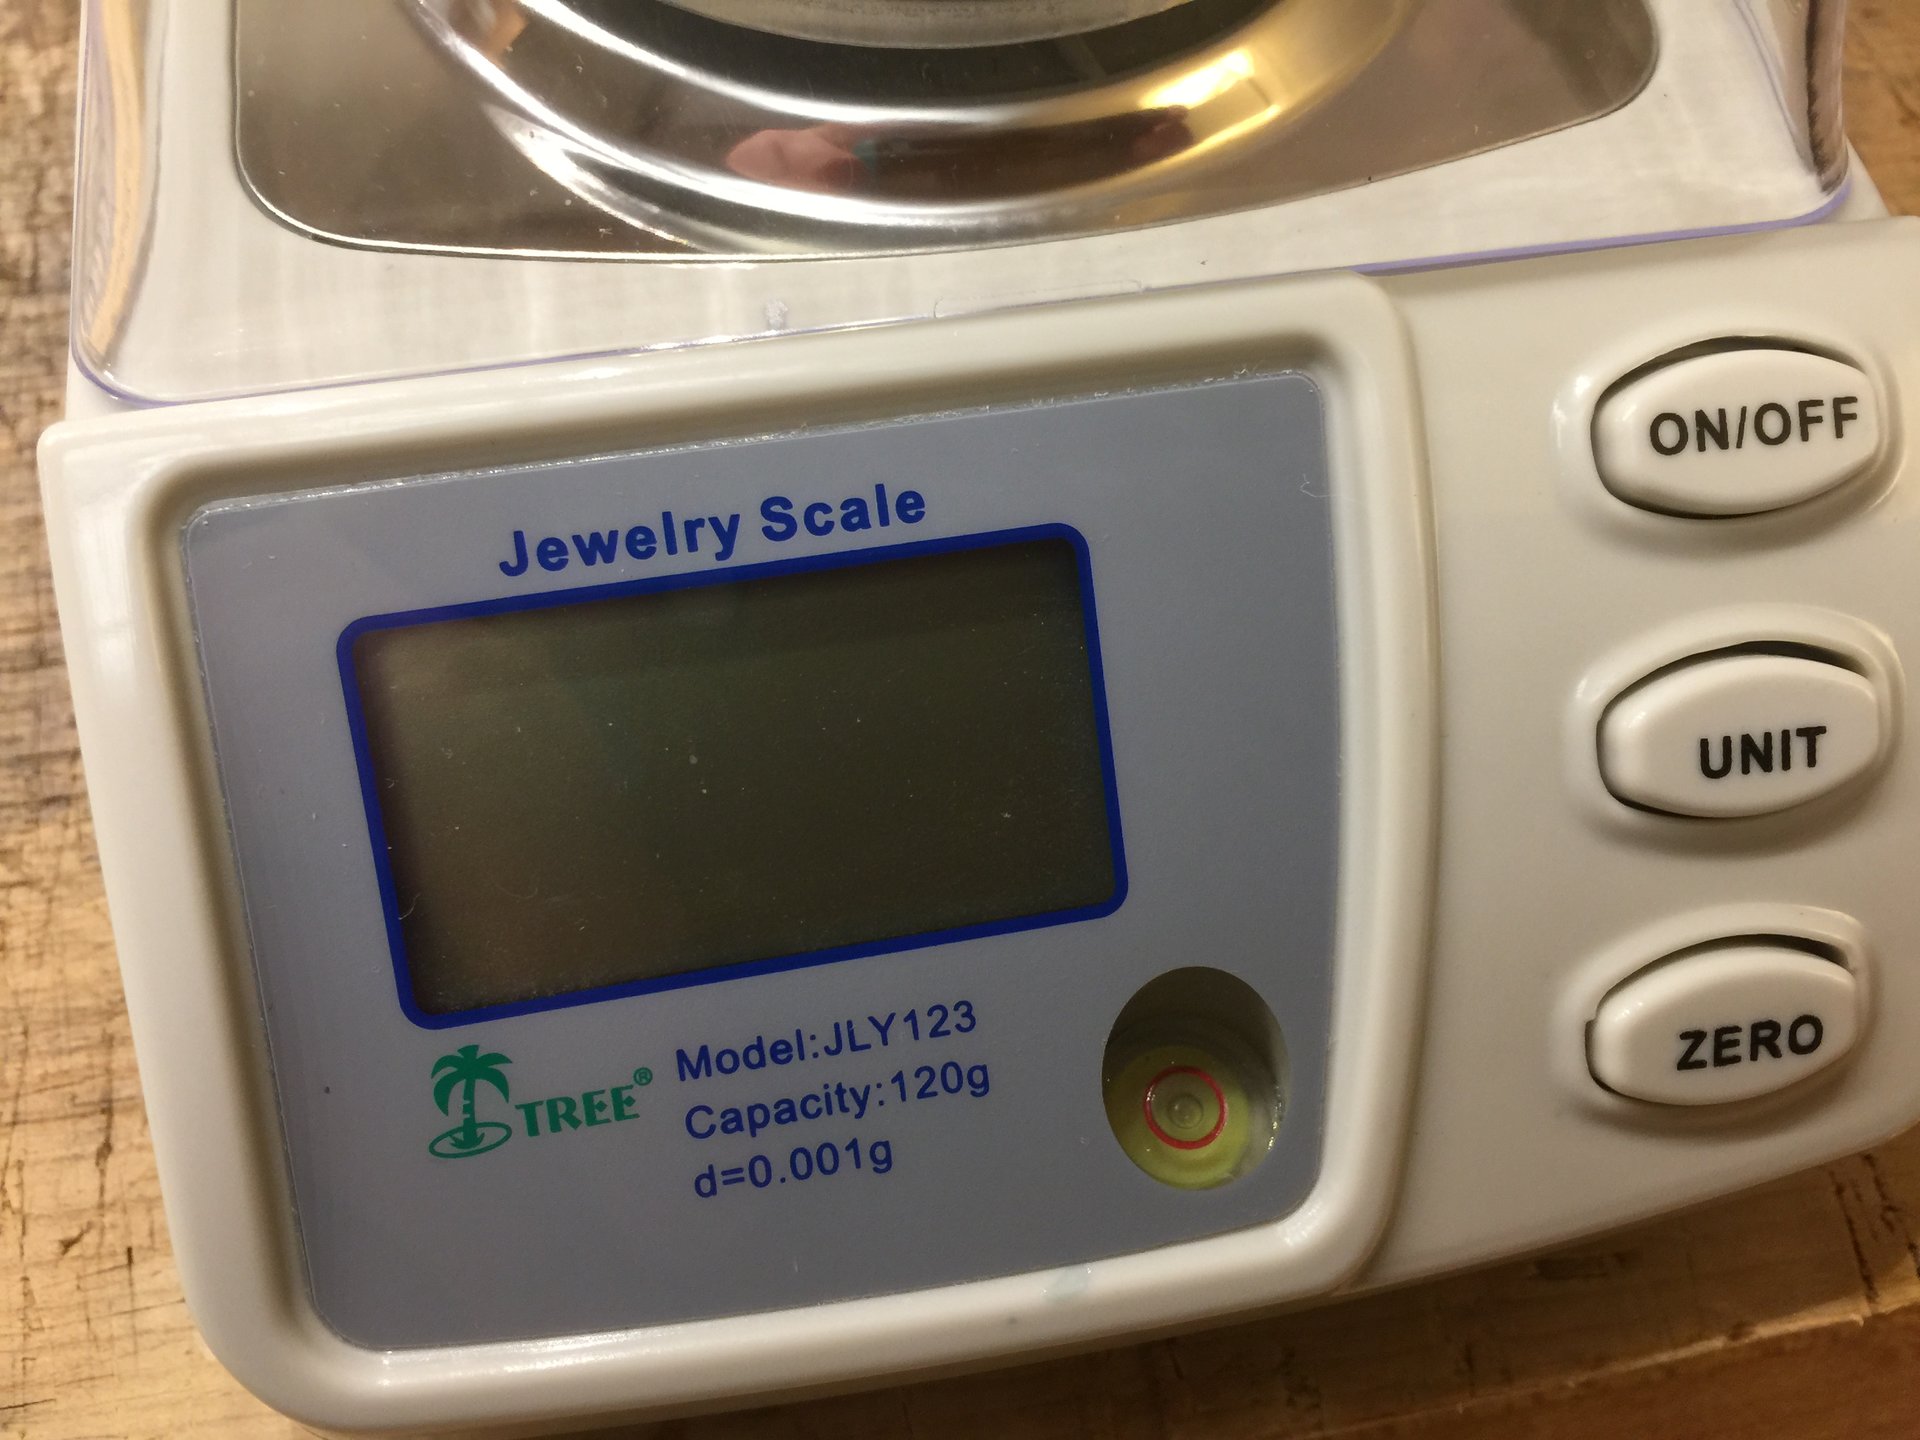 Jewelry Scale
TREE®
Model:JLY123
Capacity:120g
d=0.001g
ON/OFF
UNIT
ZERO